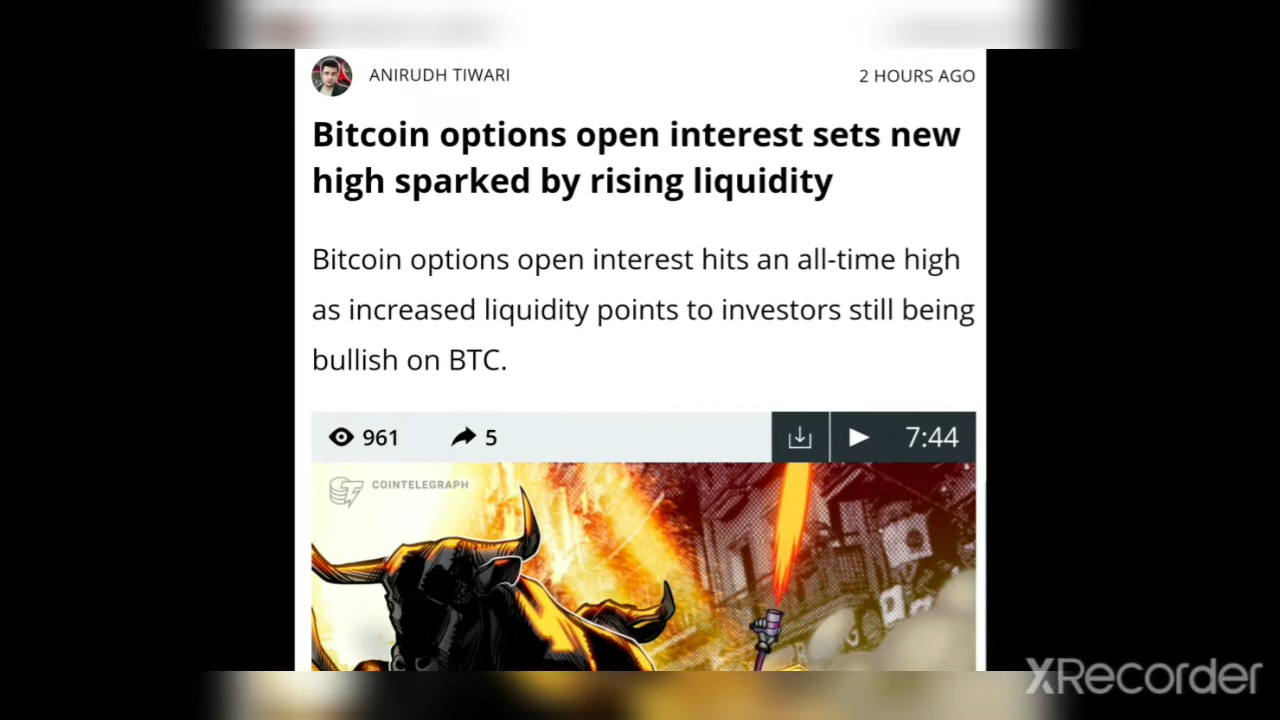 ANIRUDH TIWARI
2 HOURS AGO
Bitcoin options open interest sets new
high sparked by rising liquidity
Bitcoin options open interest hits an all-time high
as increased liquidity points to investors still being
bullish on BTC.
961
5
7:44
COINTELEGRAPH
XRecorder